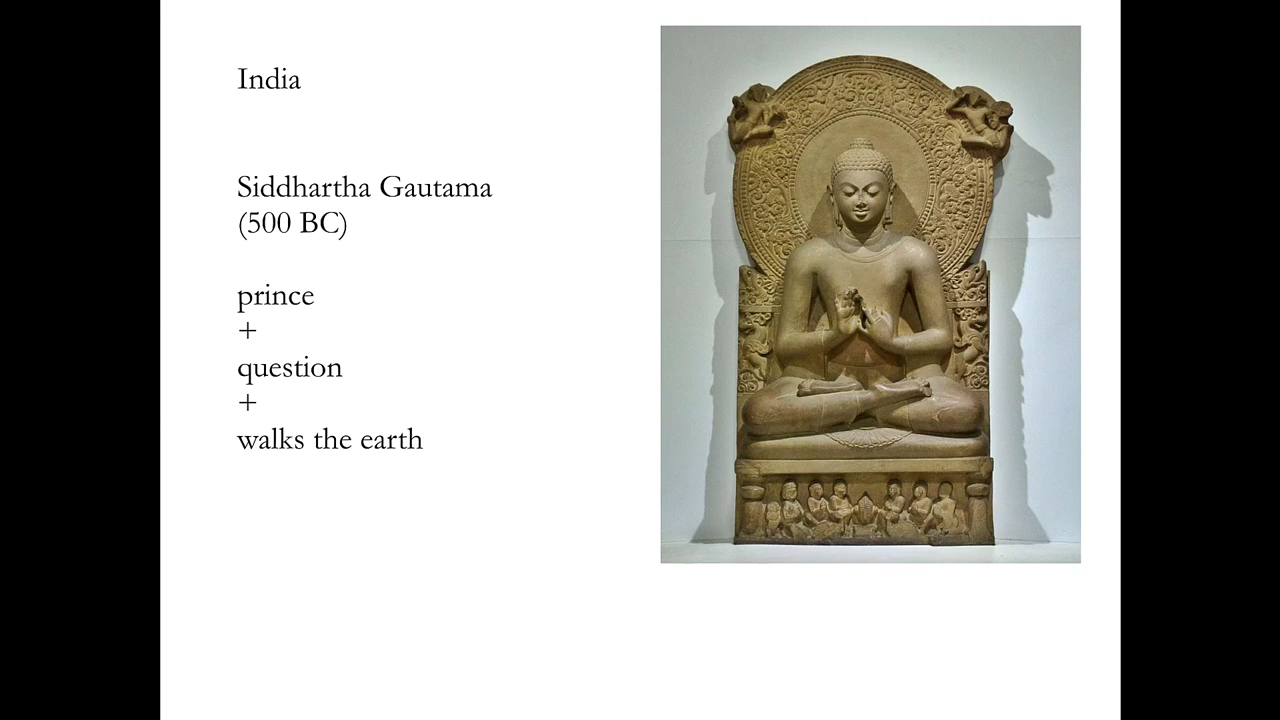 India
Siddhartha Gautama
(500 BC)
prince
+
question
+
walks the earth